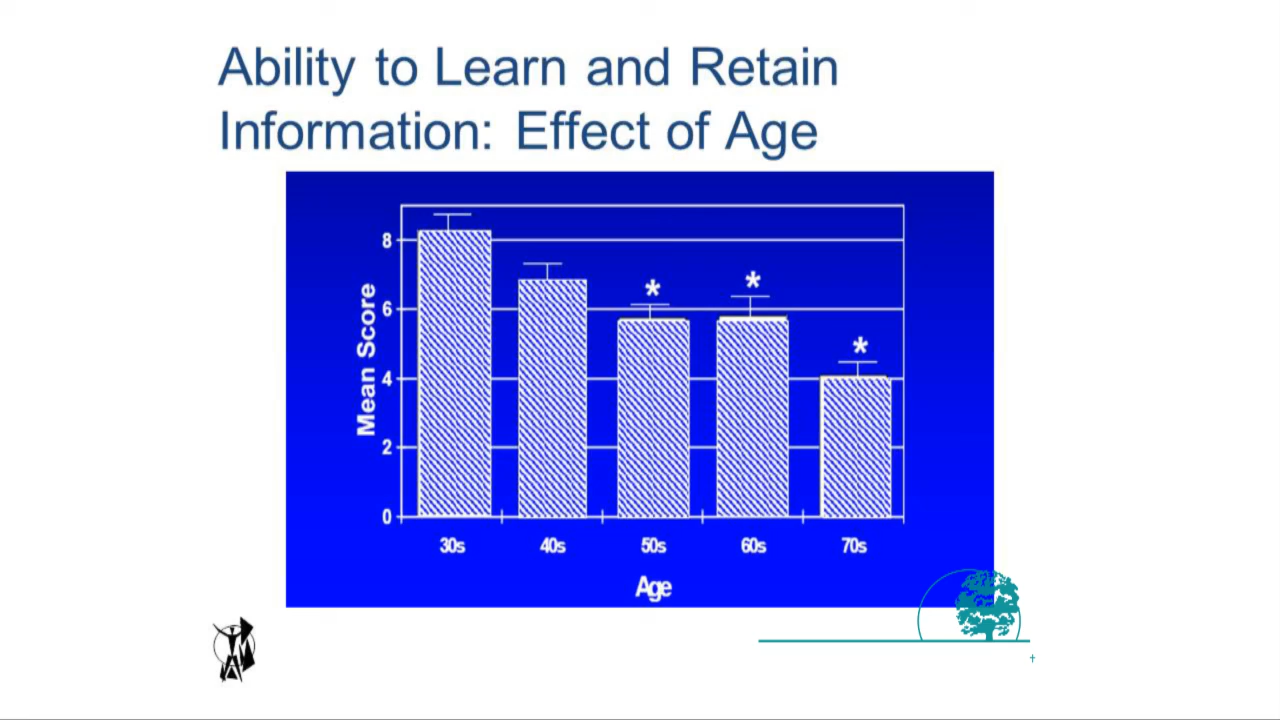 Ability to Learn and Retain
Information: Effect of Age
Mean Score
8
6
4
2
0
*
*
*
30s 40s 50s 60s 70s
Age